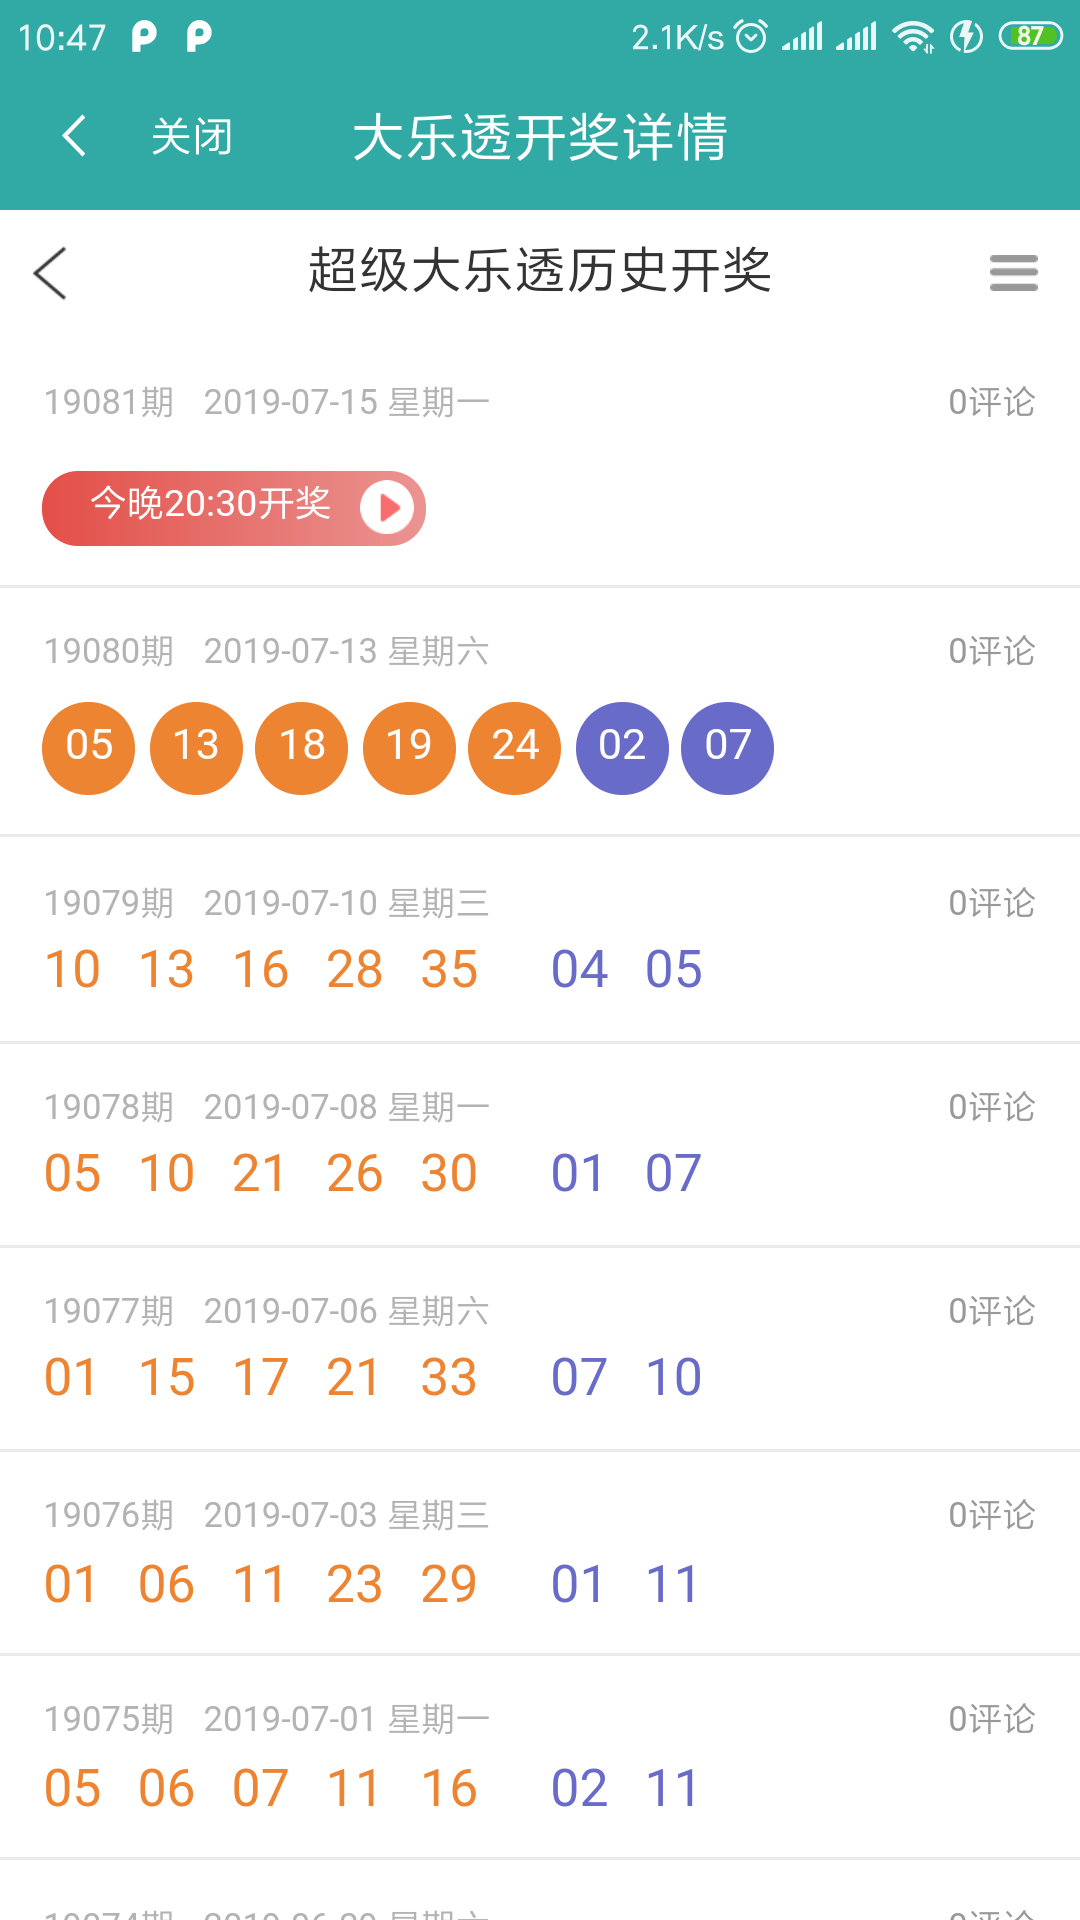 10:47 2.1K/s 87
关闭 大乐透开奖详情
超级大乐透历史开奖
19081期 2019-07-15 星期一 0评论
今晚20:30开奖
19080期 2019-07-13 星期六 0评论
05 13 18 19 24 02 07
19079期 2019-07-10 星期三 0评论
10 13 16 28 35 04 05
19078期 2019-07-08 星期一 0评论
05 10 21 26 30 01 07
19077期 2019-07-06 星期六 0评论
01 15 17 21 33 07 10
19076期 2019-07-03 星期三 0评论
01 06 11 23 29 01 11
19075期 2019-07-01 星期一 0评论
05 06 07 11 16 02 11